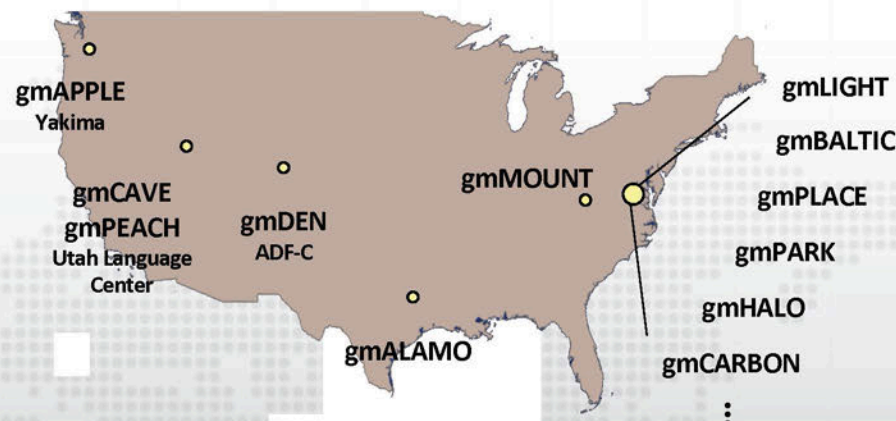 gmAPPLE
Yakima
gmCAVE
gmPEACH
Utah Language
Center
gmDEN
ADF-C
gmALAMO
gmMOUNT
gmLIGHT
gmBALTIC
gmPLACE
gmPARK
gmHALO
gmCARBON
⋮